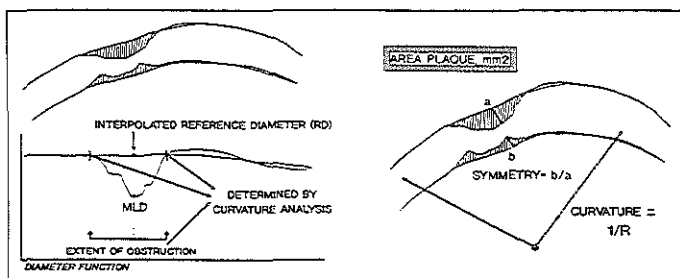 INTERPOLATED REFERENCE DIAMETER (RD)
MLD
DETERMINED BY
CURVATURE ANALYSIS
EXTENT OF OBSTRUCTION
DIAMETER FUNCTION
AREA PLAQUE, mm2
a
b
SYMMETRY= b/a
CURVATURE =
1/R